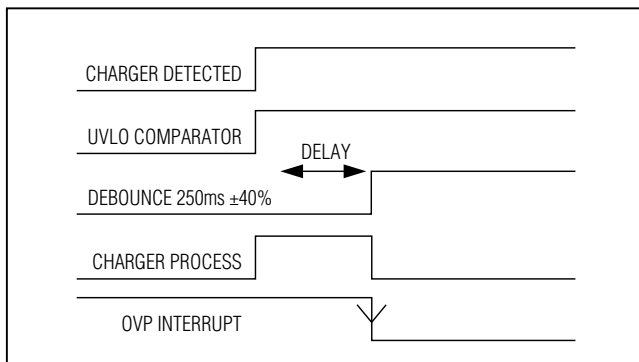 CHARGER DETECTED
UVLO COMPARATOR
DELAY
DEBOUNCE 250ms ±40%
CHARGER PROCESS
OVP INTERRUPT